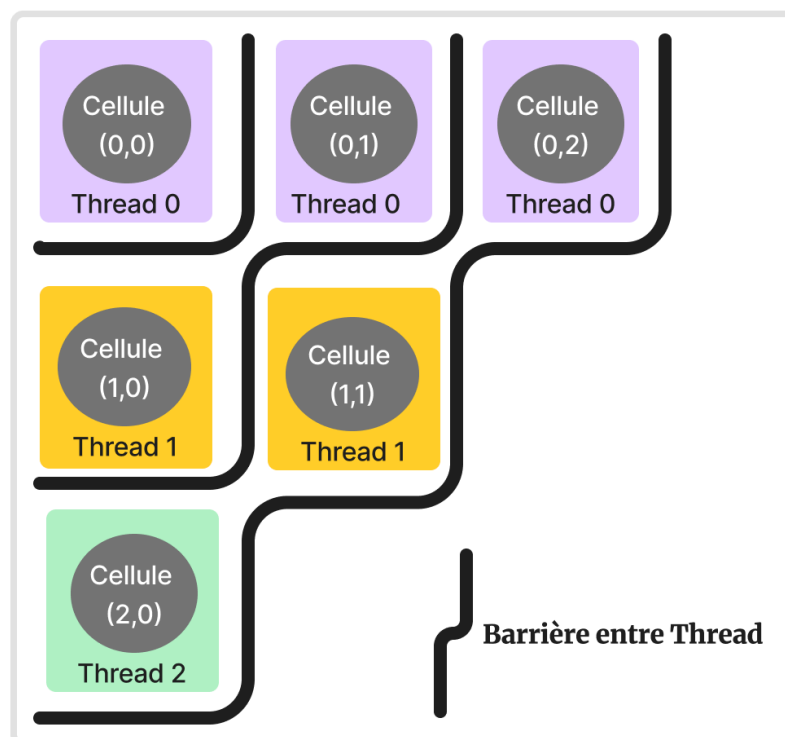 Cellule
(0,0)
Thread 0
Cellule
(0,1)
Thread 0
Cellule
(0,2)
Thread 0
Cellule
(1,0)
Thread 1
Cellule
(1,1)
Thread 1
Cellule
(2,0)
Thread 2
Barrière entre Thread